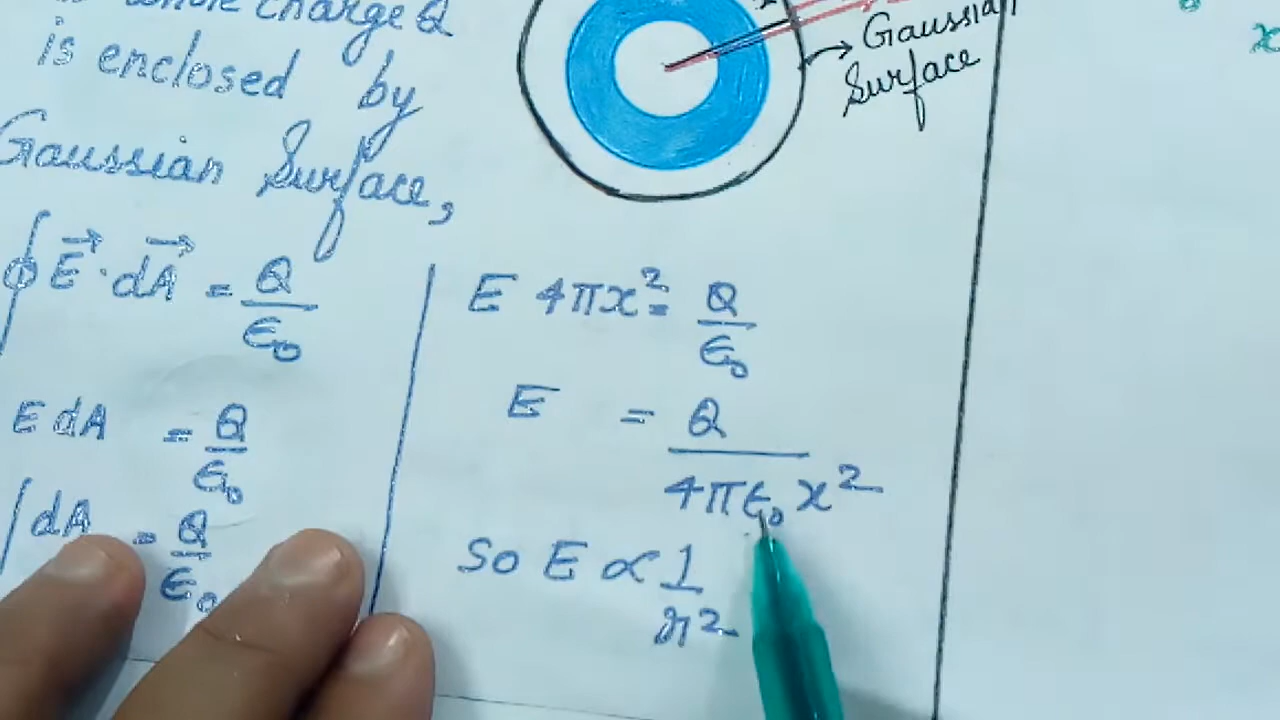 whole charge Q
is enclosed by
Gaussian Surface,
∮ E⃗ · dA⃗ = Q/ϵ₀
E dA = Q/ϵ₀
∫ dA = Q/ϵ₀
Gaussian
Surface
E 4πx² = Q/ϵ₀
E = Q/4πϵ₀x²
So E ∝ 1/r²
x